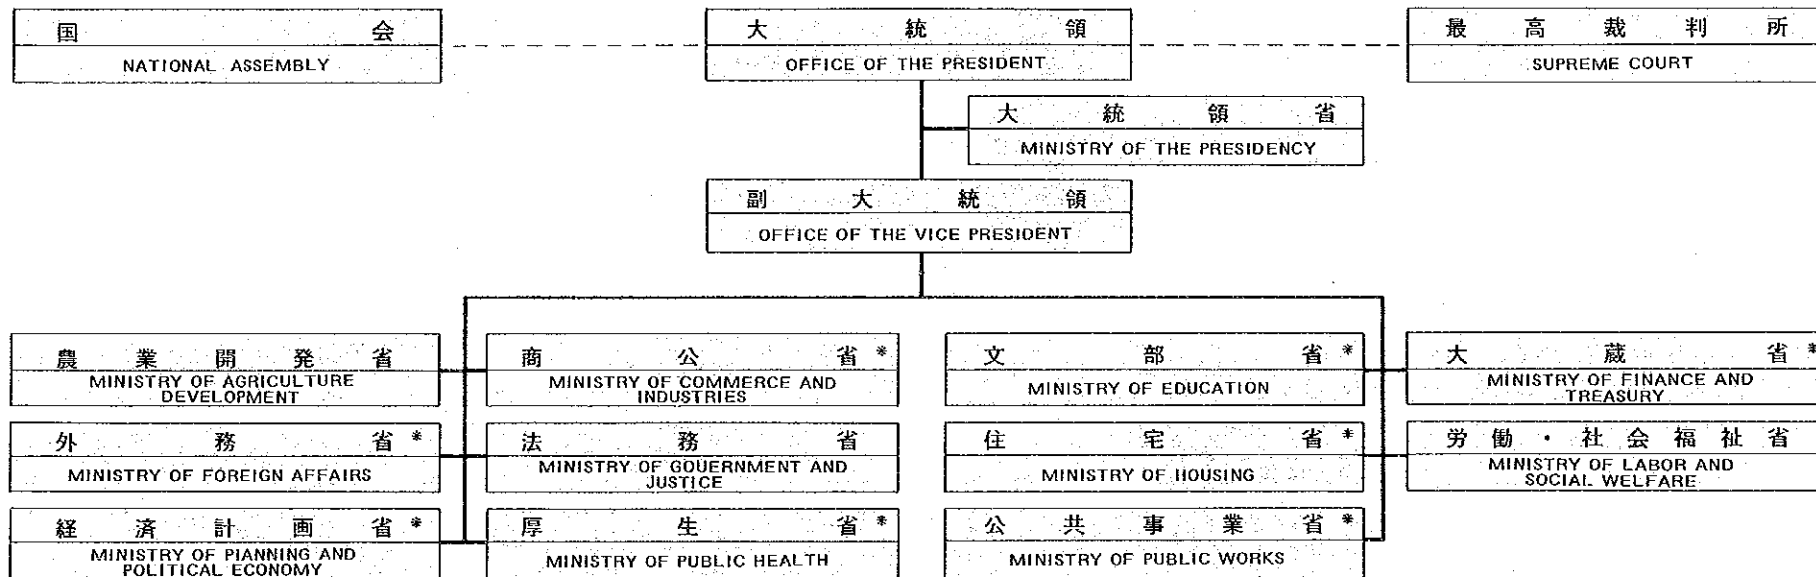 国会
NATIONAL ASSEMBLY
大統領
OFFICE OF THE PRESIDENT
最高裁判所
SUPREME COURT
大統領省
MINISTRY OF THE PRESIDENCY
副大統領
OFFICE OF THE VICE PRESIDENT
農業開発省
MINISTRY OF AGRICULTURE
DEVELOPMENT
商公省*
MINISTRY OF COMMERCE AND
INDUSTRIES
文部省*
MINISTRY OF EDUCATION
大蔵省*
MINISTRY OF FINANCE AND
TREASURY
外務省*
MINISTRY OF FOREIGN AFFAIRS
法務省
MINISTRY OF GOUERNMENT AND
JUSTICE
住宅省*
MINISTRY OF HOUSING
労働・社会福祉省
MINISTRY OF LABOR AND
SOCIAL WELFARE
経済計画省*
MINISTRY OF PIANNING AND
POLITICAL ECONOMY
厚生省*
MINISTRY OF PUBLIC HEALTH
公共事業省*
MINISTRY OF PUBLIC WORKS